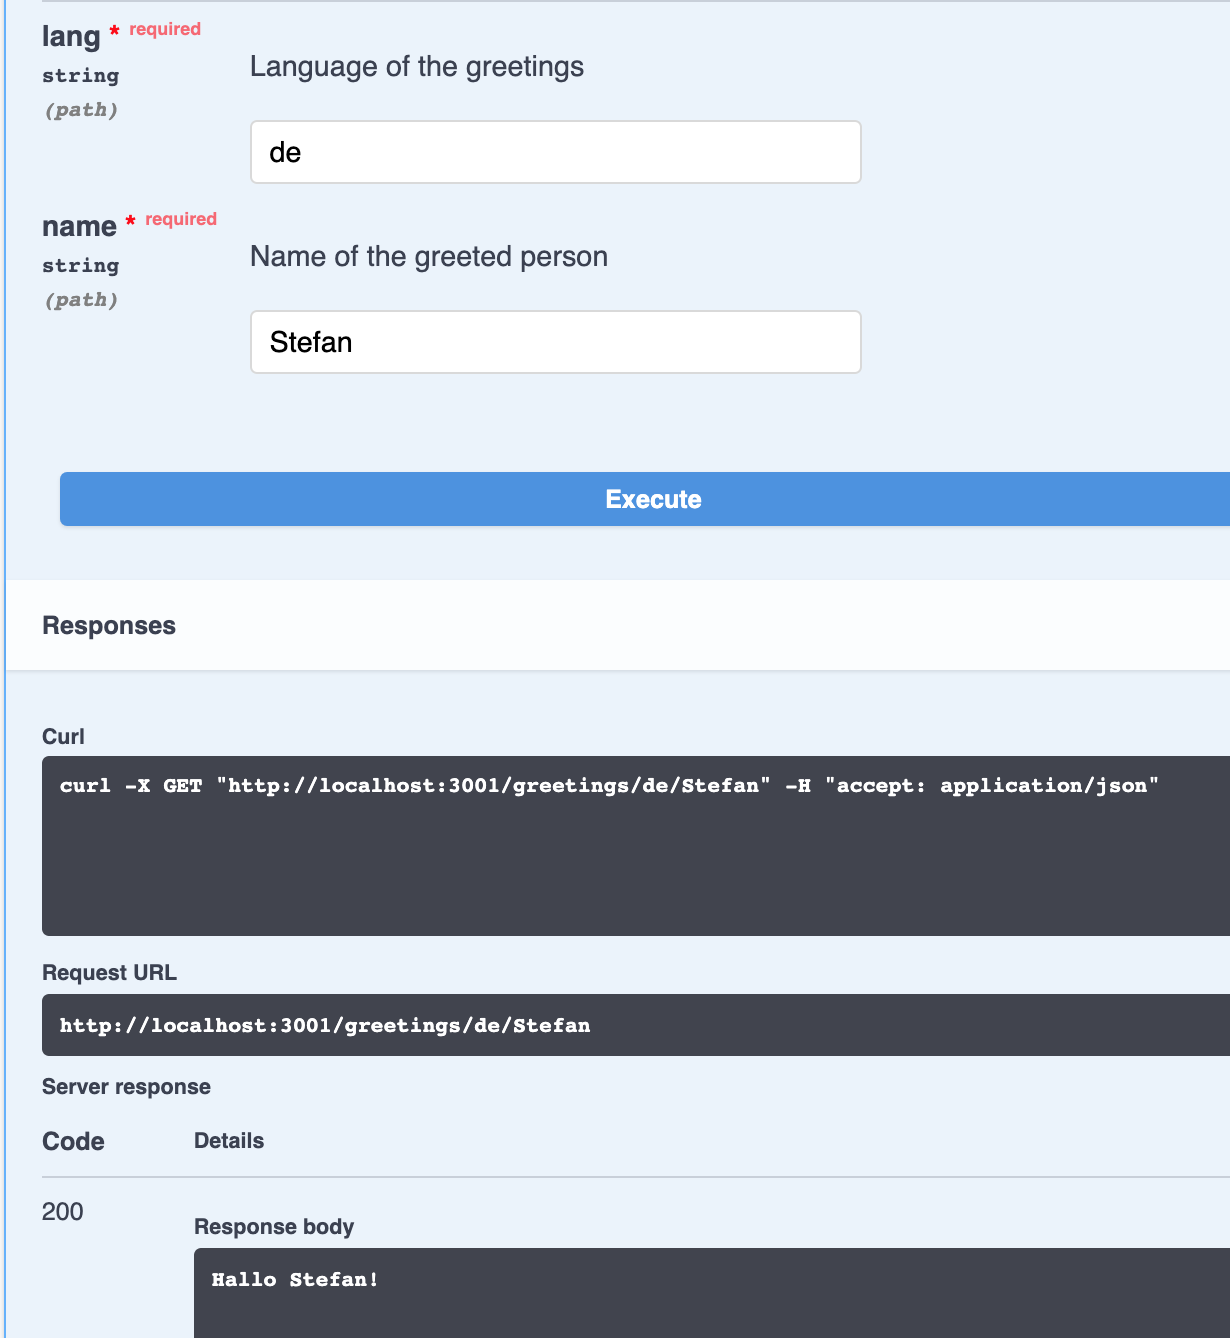 lang * required
string
(path)
Language of the greetings
de
name * required
string
(path)
Name of the greeted person
Stefan
Execute
Responses
Curl
curl -X GET "http://localhost:3001/greetings/de/Stefan" -H "accept: application/json"
Request URL
http://localhost:3001/greetings/de/Stefan
Server response
Code Details
200
Response body
Hallo Stefan!